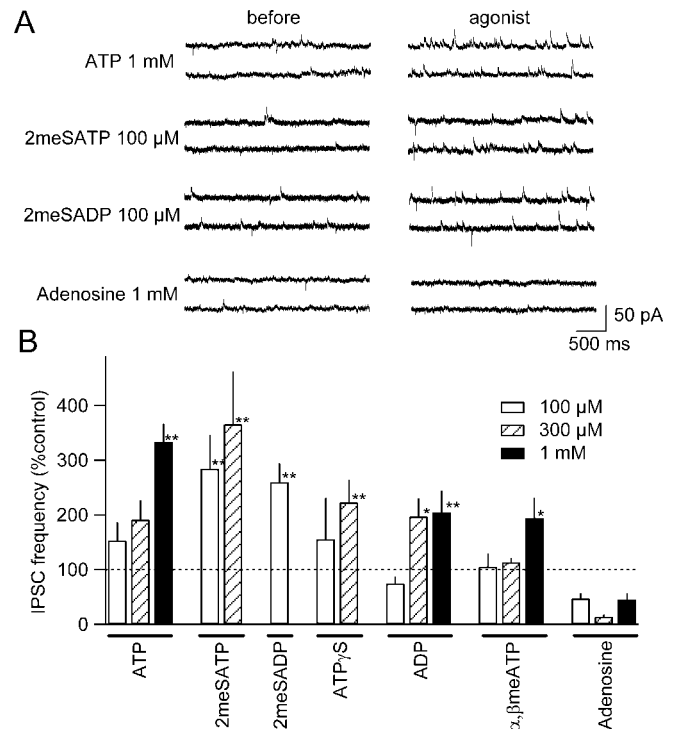 A
before
agonist
ATP 1 mM
2meSATP 100 µM
2meSADP 100 µM
Adenosine 1 mM
50 pA
500 ms
B
IPSC frequency (%control)
400
300
200
100
0
100 µM
300 µM
1 mM
**
**
**
**
**
*
**
*
ATP
2meSATP
2meSADP
ATPγS
ADP
α,βmeATP
Adenosine